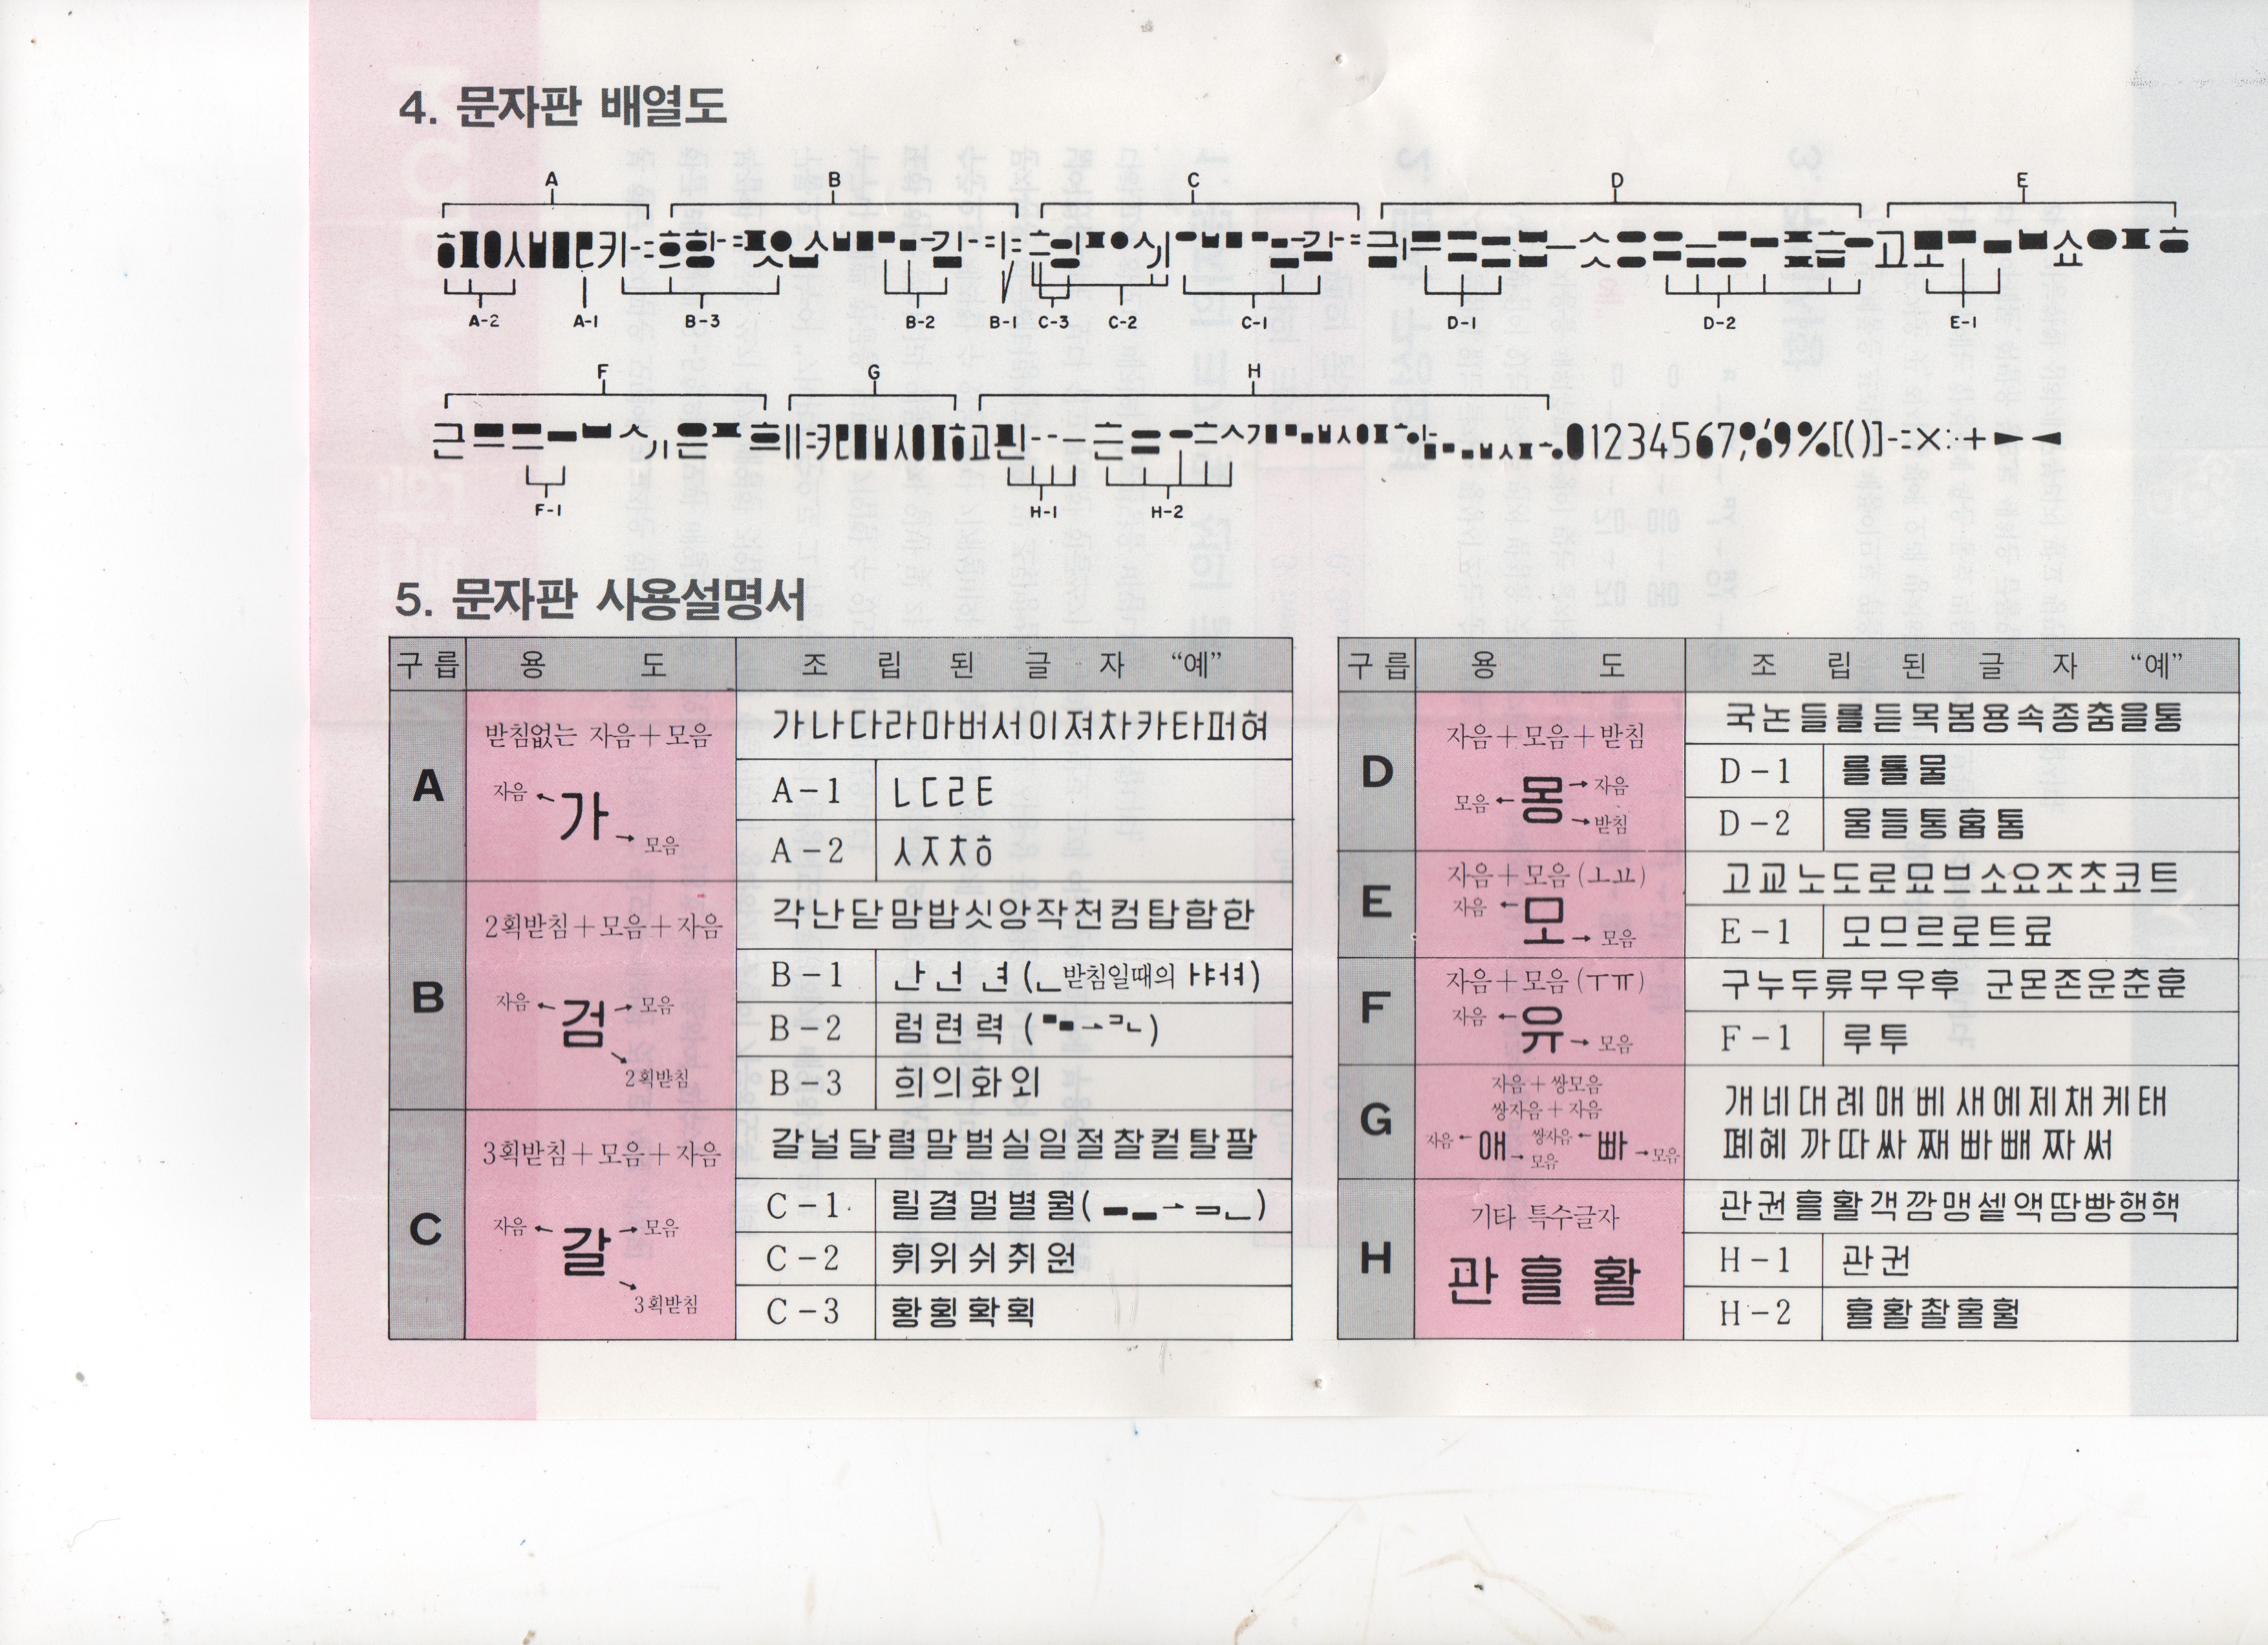 4. 문자판 배열도
A B C D E
A-2 A-1 B-3 B-2 B-1 C-3 C-2 C-1 D-1 D-2 E-1
F G H
01234567 9%[()]-=×:+
F-1 H-1 H-2
5. 문자판 사용설명서
구릅 용 도 조 립 된 글 자 “예”
A
받침없는 자음+모음
자음 ← 가 → 모음
가나다라마버서이져차카타퍼혀
A-1 ㄴㄷㄹㅌ
A-2 ㅅㅈㅊㅎ
B
2획받침+모음+자음
자음 ← 검 → 모음
2획받침
각난닫맘밥싯앙작천컴탑합한
B-1 (ㄴ받침일때의 ㅏㅑㅓㅕ)
B-2 럼련력
B-3 희의화외
C
3획받침+모음+자음
자음 ← 갈 → 모음
3획받침
갈널달렬말벌실일절찰컽탈팔
C-1 릴결멀별월
C-2 휘위쉬취원
C-3 황횡확획
구릅 용 도 조 립 된 글 자 “예”
D
자음+모음+받침
모음 ← 몽 → 자음
→ 받침
국논들를듣목봄용속종춤을통
D-1 를틀물
D-2 울들통홉톰
E
자음+모음(ㅗㅛ)
자음 ← 모 → 모음
고교노도로묘브소요조초코트
E-1 모므르로트료
F
자음+모음(ㅜㅠ)
자음 ← 유 → 모음
구누두류무우후 군몬존운춘훈
F-1 루투
G
자음+쌍모음
쌍자음+자음
자음 ← 애 → 모음 쌍자음 ← 빠 → 모음
개네대례매베새에제채케태
폐혜까따싸째빠빼짜써
H
기타 특수글자
관 흘 활
관권흘활객깜맹셑액땀빵행핵
H-1 관권
H-2 흘활촬홀훨